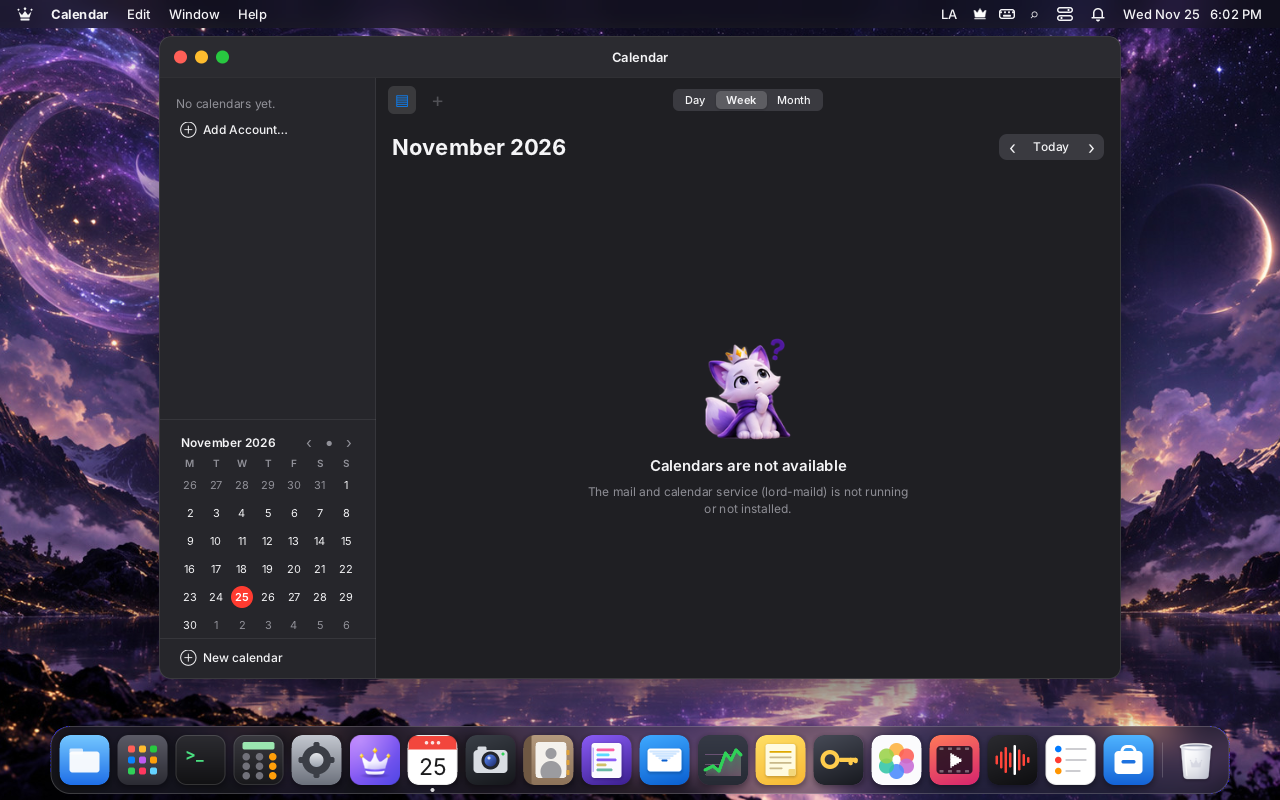 Calendar Edit Window Help LA Wed Nov 25 6:02 PM
Calendar
No calendars yet.
Add Account...
Day Week Month
November 2026
Today
Calendars are not available
The mail and calendar service (lord-maild) is not running
or not installed.
November 2026
M T W T F S S
26 27 28 29 30 31 1
2 3 4 5 6 7 8
9 10 11 12 13 14 15
16 17 18 19 20 21 22
23 24 25 26 27 28 29
30 1 2 3 4 5 6
New calendar
25